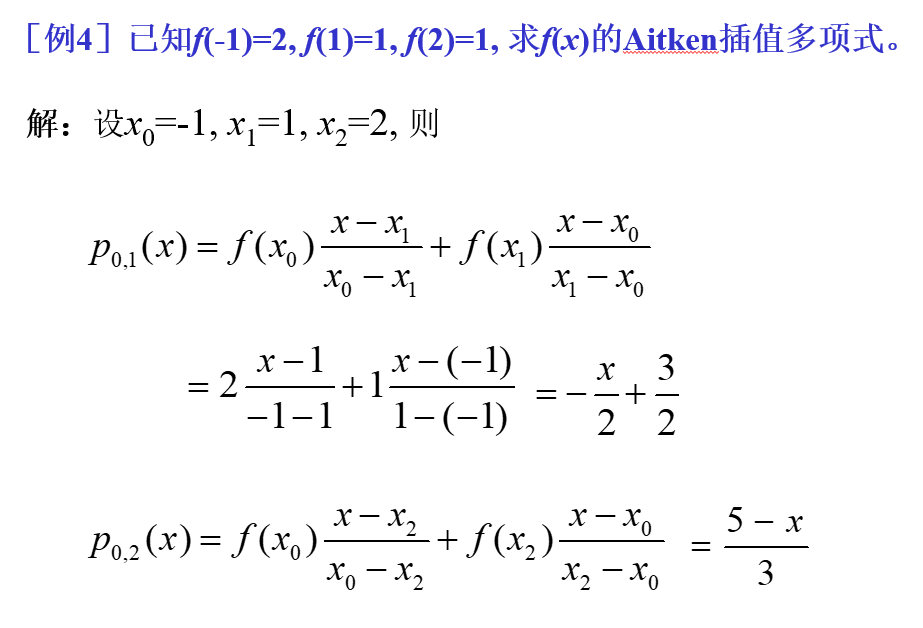 ［例4］已知f(-1)=2, f(1)=1, f(2)=1, 求f(x)的Aitken插值多项式。
解：设x₀=-1, x₁=1, x₂=2, 则
p₀,₁(x) = f(x₀) (x − x₁)/(x₀ − x₁) + f(x₁) (x − x₀)/(x₁ − x₀)
= 2 (x − 1)/(−1 − 1) + 1 (x − (−1))/(1 − (−1)) = − x/2 + 3/2
p₀,₂(x) = f(x₀) (x − x₂)/(x₀ − x₂) + f(x₂) (x − x₀)/(x₂ − x₀) = (5 − x)/3